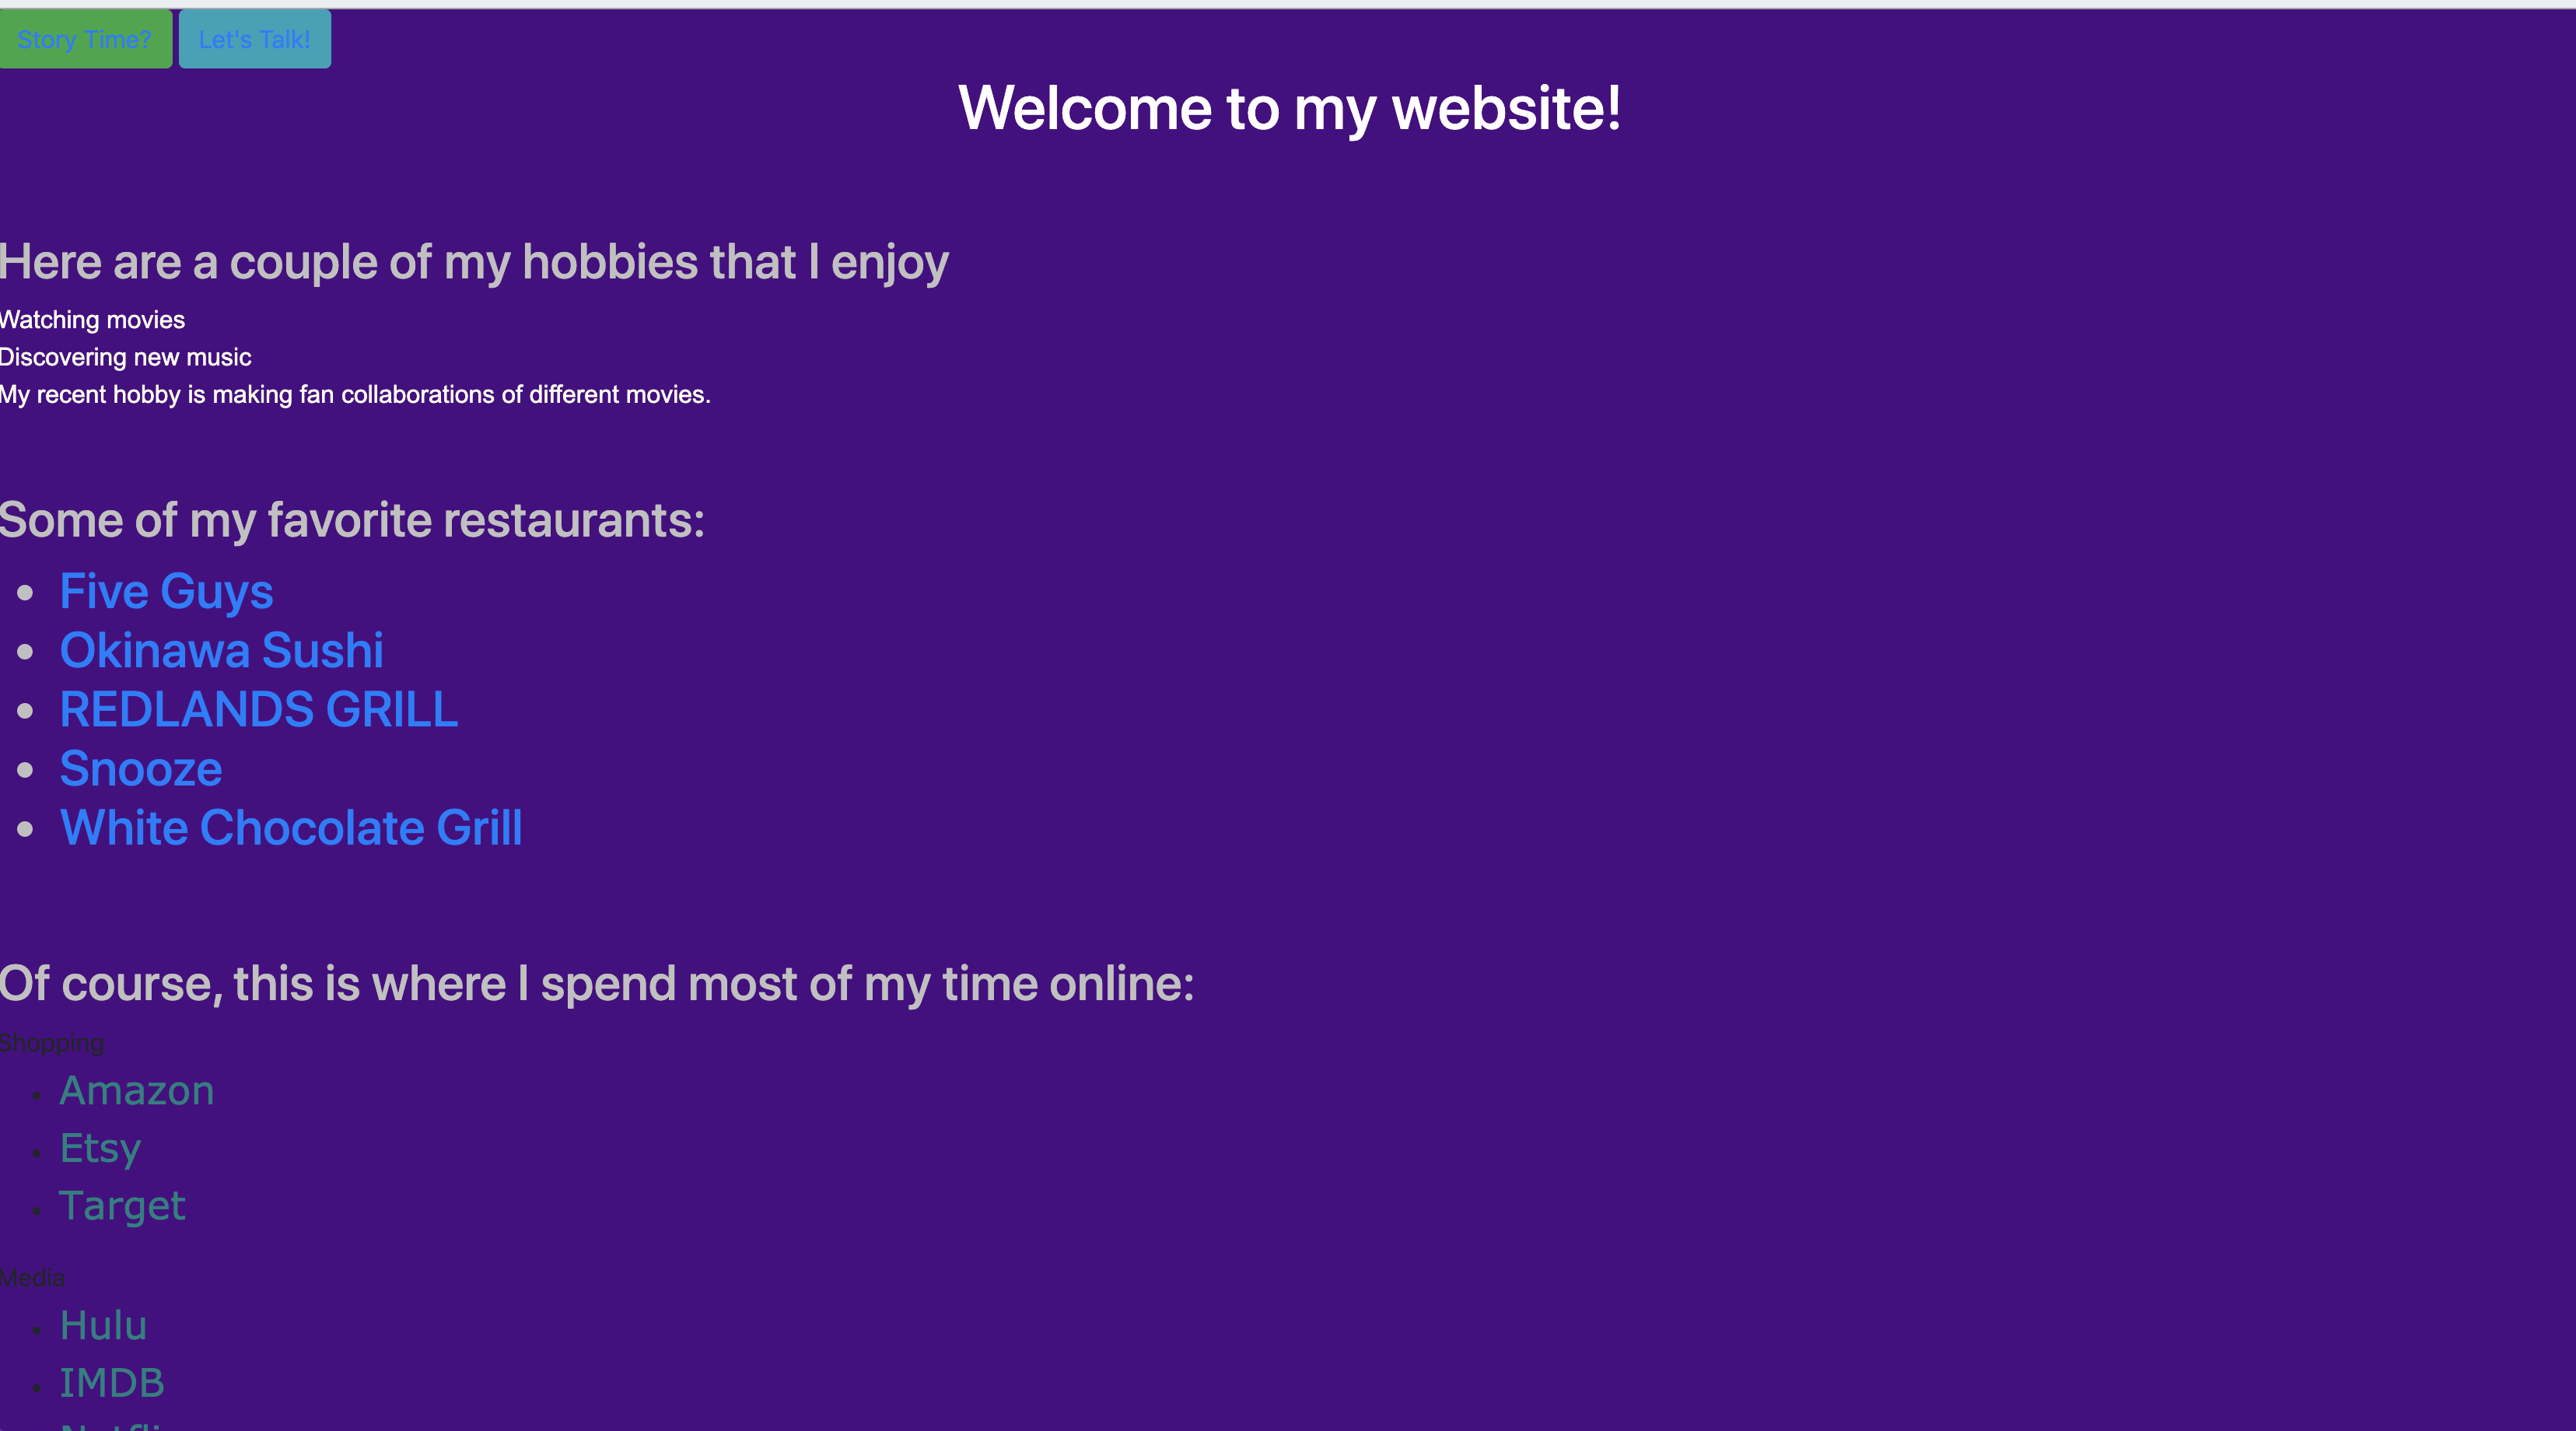 Story Time? Let's Talk!
Welcome to my website!
Here are a couple of my hobbies that I enjoy
Watching movies
Discovering new music
My recent hobby is making fan collaborations of different movies.
Some of my favorite restaurants:
Five Guys
Okinawa Sushi
REDLANDS GRILL
Snooze
White Chocolate Grill
Of course, this is where I spend most of my time online:
Shopping
Amazon
Etsy
Target
Media
Hulu
IMDB